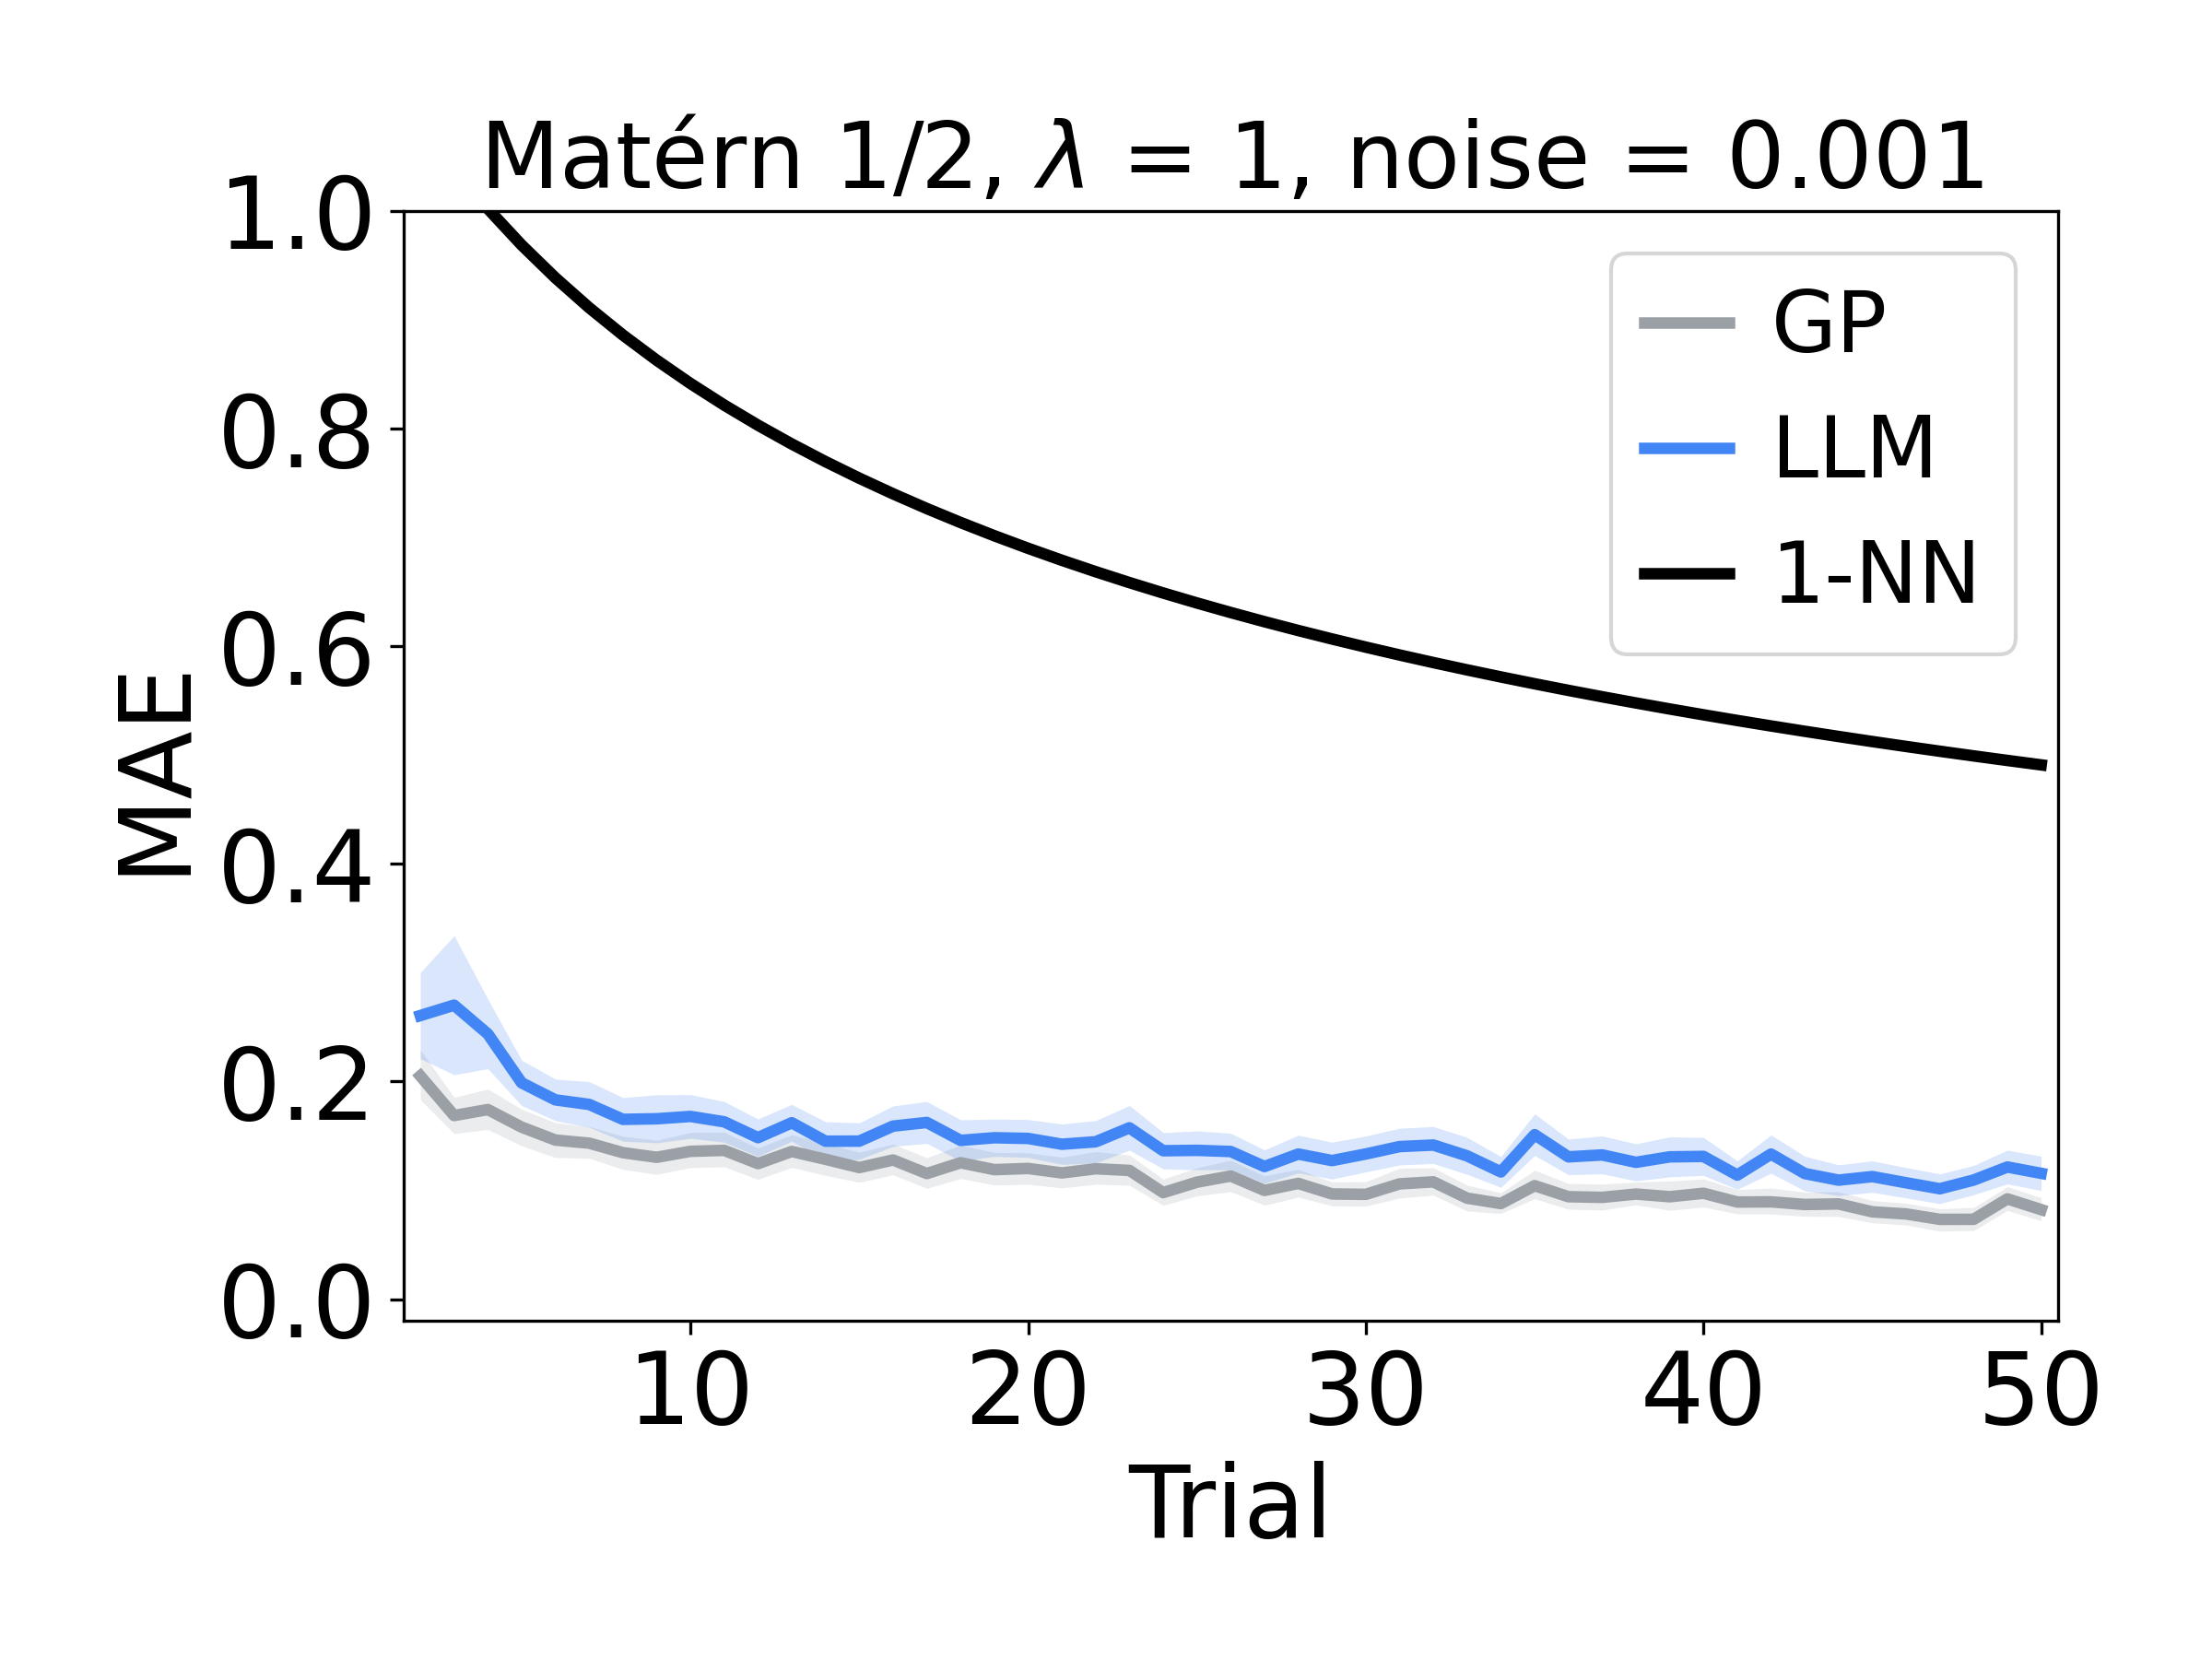 Matérn 1/2, λ = 1, noise = 0.001
1.0
0.8
0.6
0.4
0.2
0.0
MAE
GP
LLM
1-NN
10 20 30 40 50
Trial